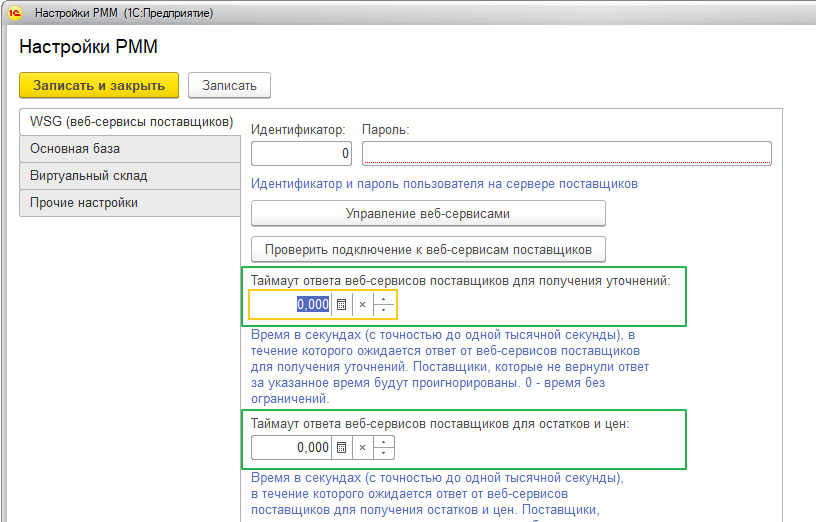 Настройки РММ (1С:Предприятие)
Настройки РММ
Записать и закрыть
Записать
WSG (веб-сервисы поставщиков)
Основная база
Виртуальный склад
Прочие настройки
Идентификатор: Пароль:
0
Идентификатор и пароль пользователя на сервере поставщиков
Управление веб-сервисами
Проверить подключение к веб-сервисам поставщиков
Таймаут ответа веб-сервисов поставщиков для получения уточнений:
0,000
Время в секундах (с точностью до одной тысячной секунды), в
течение которого ожидается ответ от веб-сервисов поставщиков
для получения уточнений. Поставщики, которые не вернули ответ
за указанное время будут проигнорированы. 0 - время без
ограничений.
Таймаут ответа веб-сервисов поставщиков для остатков и цен:
0,000
Время в секундах (с точностью до одной тысячной секунды),
в течение которого ожидается ответ от веб-сервисов
поставщиков для получения остатков и цен. Поставщики,